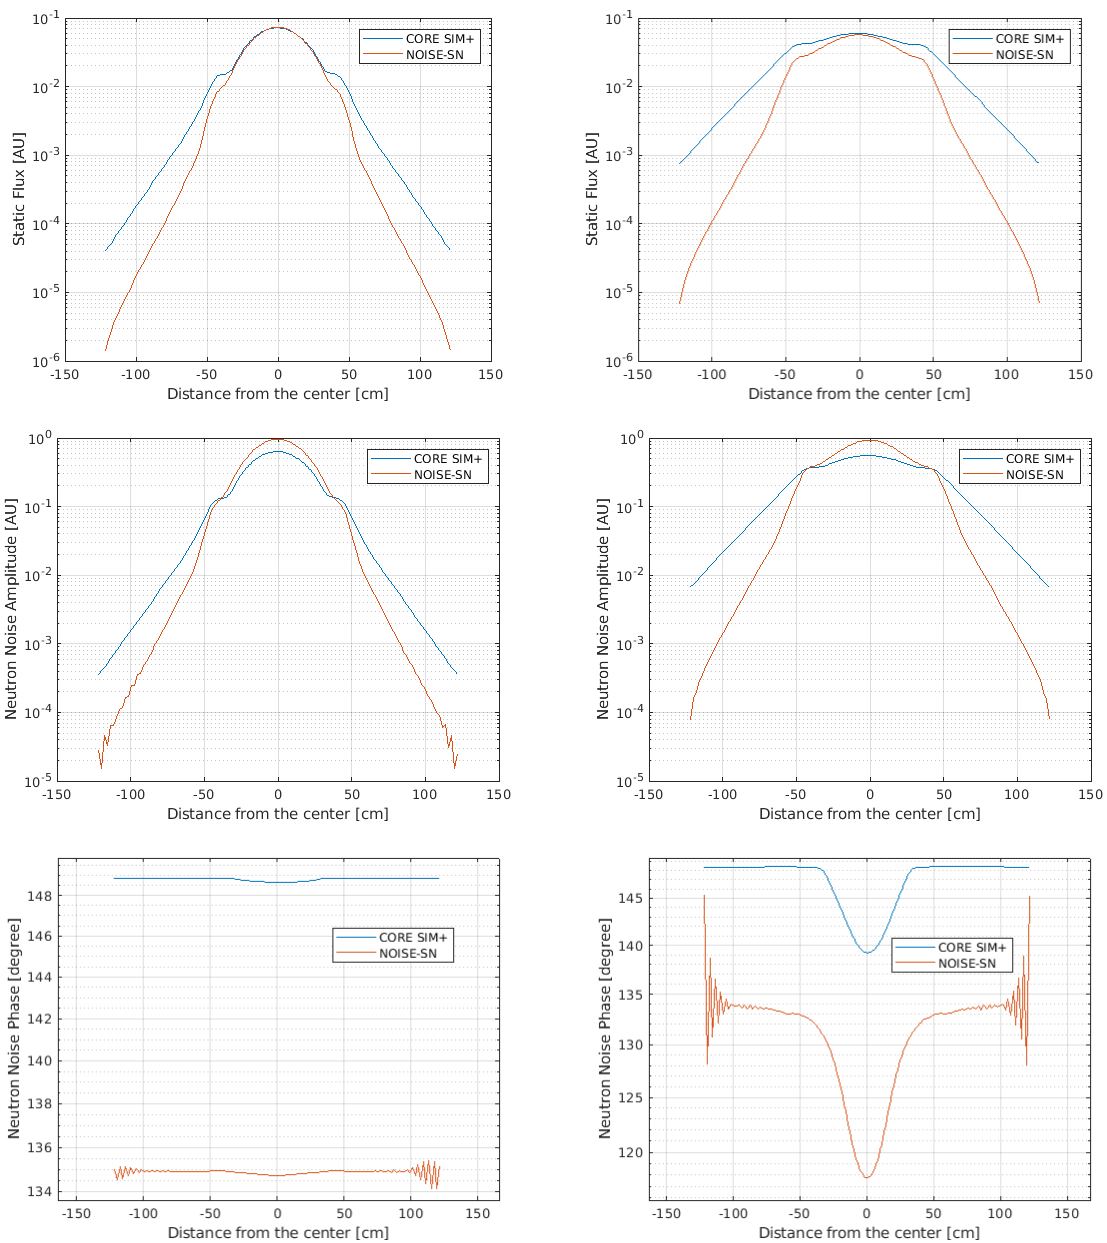 Static Flux [AU]
10-1
10-2
10-3
10-4
10-5
10-6
CORE SIM+
NOISE-SN
-150 -100 -50 0 50 100 150
Distance from the center [cm]
Static Flux [AU]
10-1
10-2
10-3
10-4
10-5
10-6
CORE SIM+
NOISE-SN
-150 -100 -50 0 50 100 150
Distance from the center [cm]
Neutron Noise Amplitude [AU]
100
10-1
10-2
10-3
10-4
10-5
CORE SIM+
NOISE-SN
-150 -100 -50 0 50 100 150
Distance from the center [cm]
Neutron Noise Amplitude [AU]
100
10-1
10-2
10-3
10-4
10-5
CORE SIM+
NOISE-SN
-150 -100 -50 0 50 100 150
Distance from the center [cm]
Neutron Noise Phase [degree]
148
146
144
142
140
138
136
134
CORE SIM+
NOISE-SN
-150 -100 -50 0 50 100 150
Distance from the center [cm]
Neutron Noise Phase [degree]
145
140
135
130
125
120
CORE SIM+
NOISE-SN
-150 -100 -50 0 50 100 150
Distance from the center [cm]